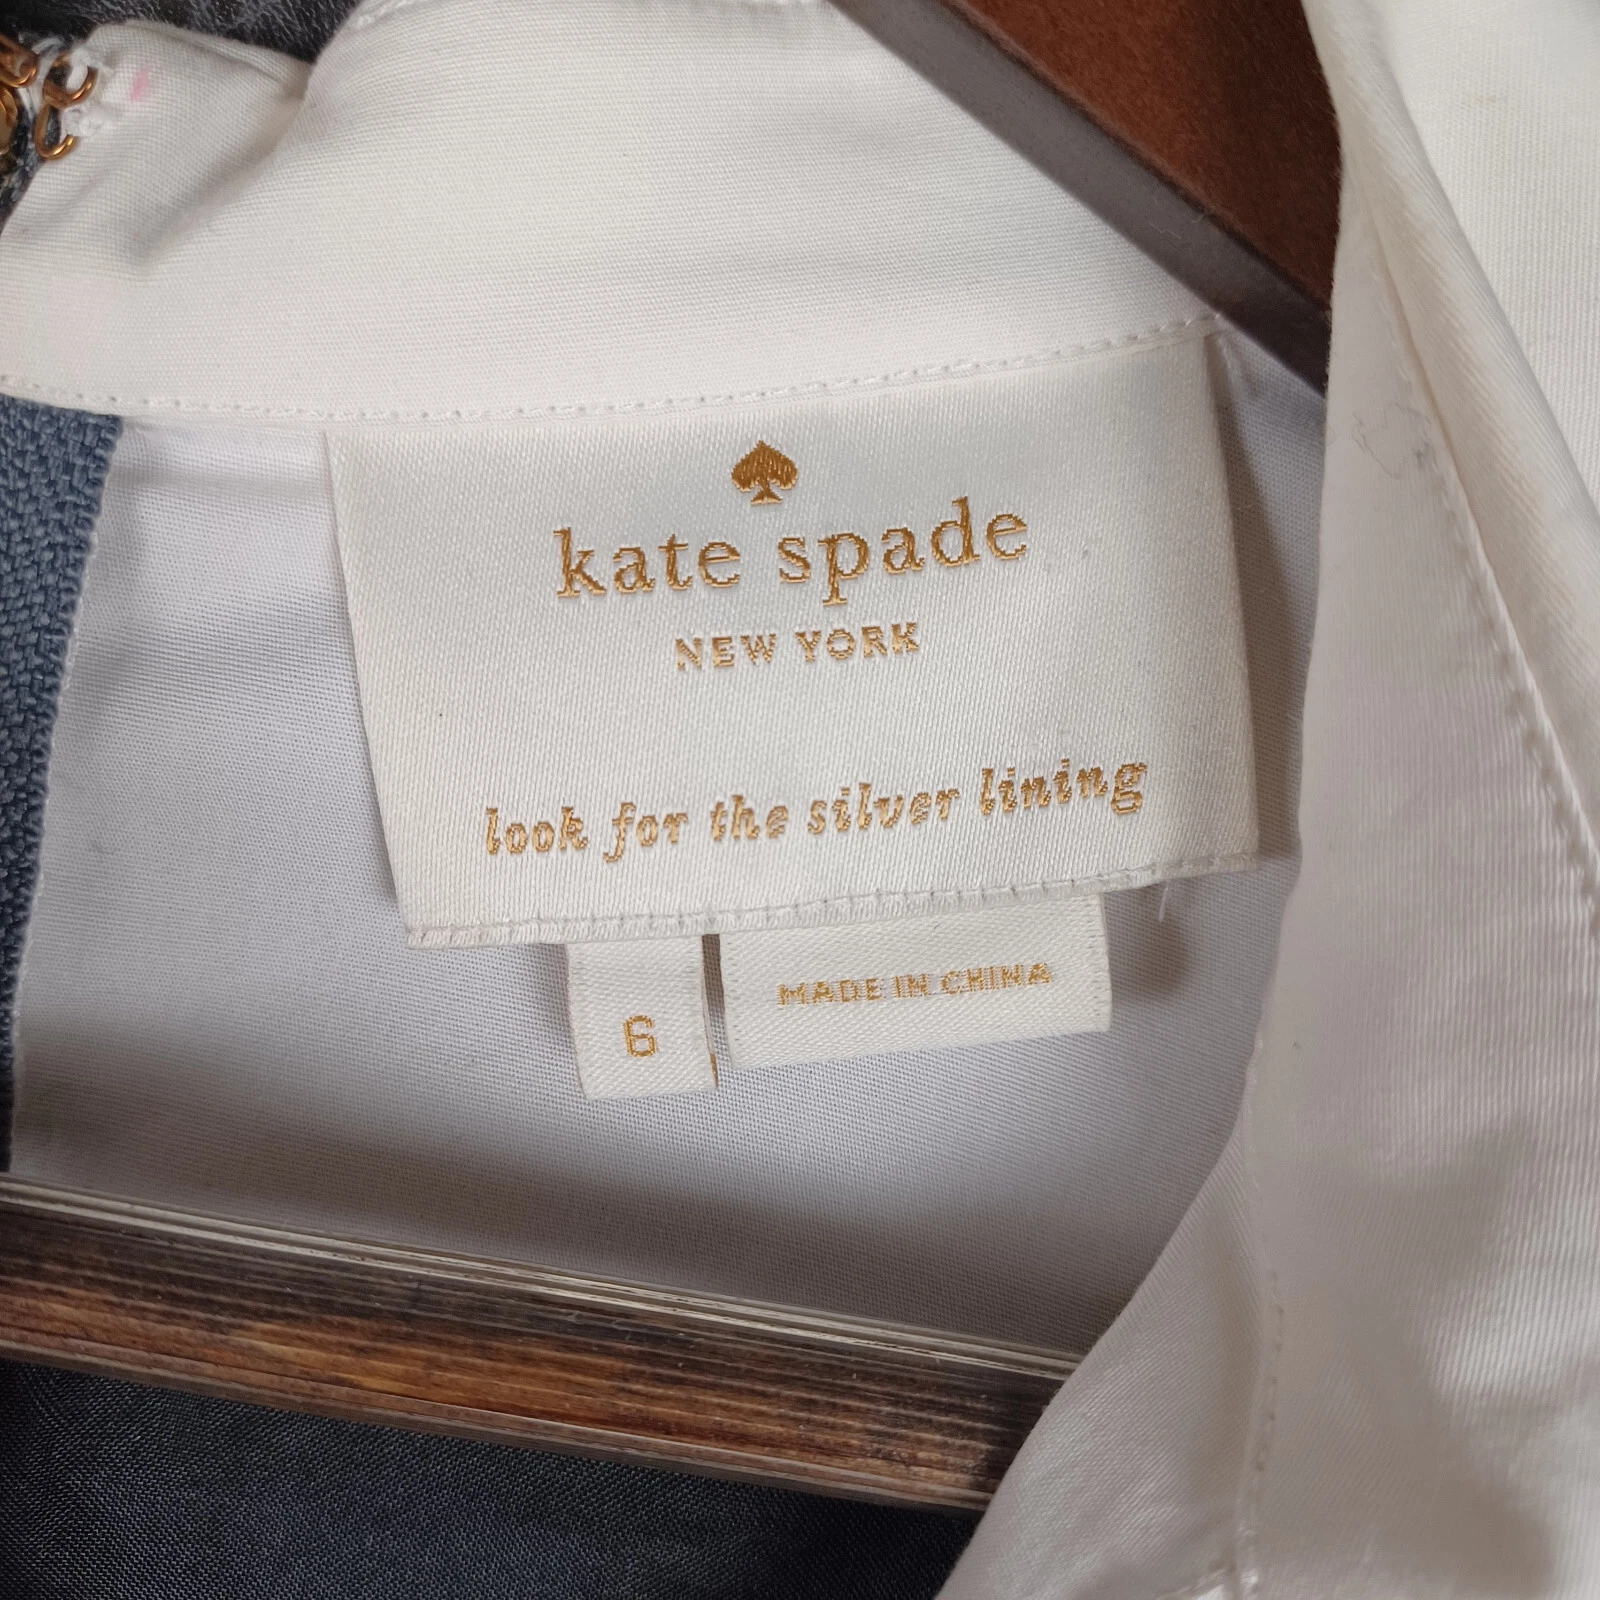 kate spade
NEW YORK
look for the silver lining
6
MADE IN CHINA